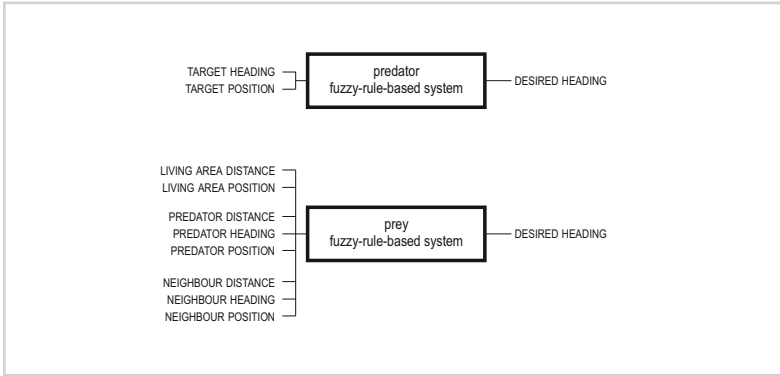 TARGET HEADING
TARGET POSITION
predator
fuzzy-rule-based system
DESIRED HEADING
LIVING AREA DISTANCE
LIVING AREA POSITION
PREDATOR DISTANCE
PREDATOR HEADING
PREDATOR POSITION
NEIGHBOUR DISTANCE
NEIGHBOUR HEADING
NEIGHBOUR POSITION
prey
fuzzy-rule-based system
DESIRED HEADING